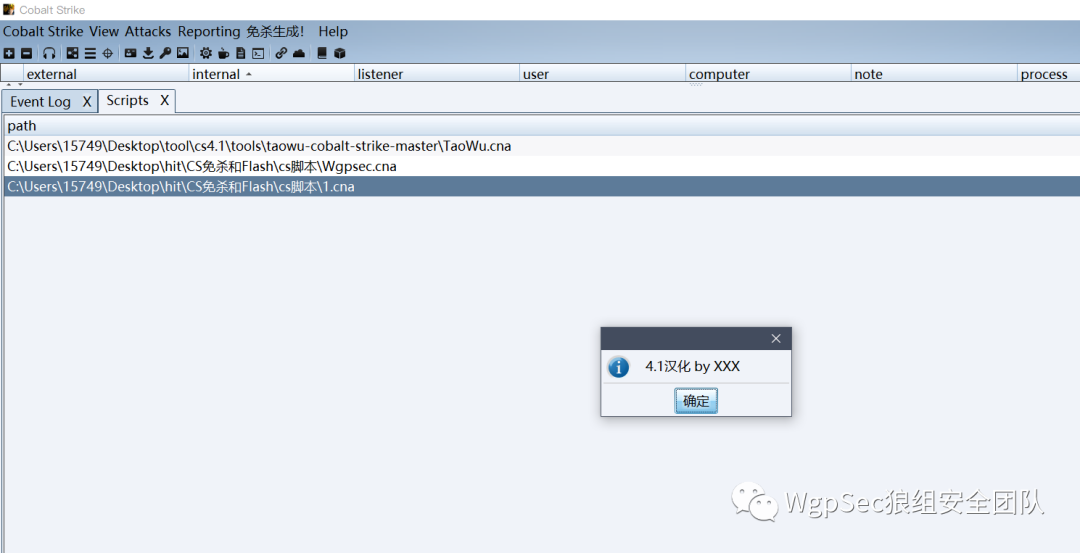 Cobalt Strike
Cobalt Strike View Attacks Reporting 免杀生成! Help
external internal listener user computer note process
Event Log X Scripts X
path
C:\Users\15749\Desktop\tool\cs4.1\tools\taowu-cobalt-strike-master\TaoWu.cna
C:\Users\15749\Desktop\hit\CS免杀和Flash\cs脚本\Wgpsec.cna
C:\Users\15749\Desktop\hit\CS免杀和Flash\cs脚本\1.cna
4.1汉化 by XXX
确定
WgpSec狼组安全团队